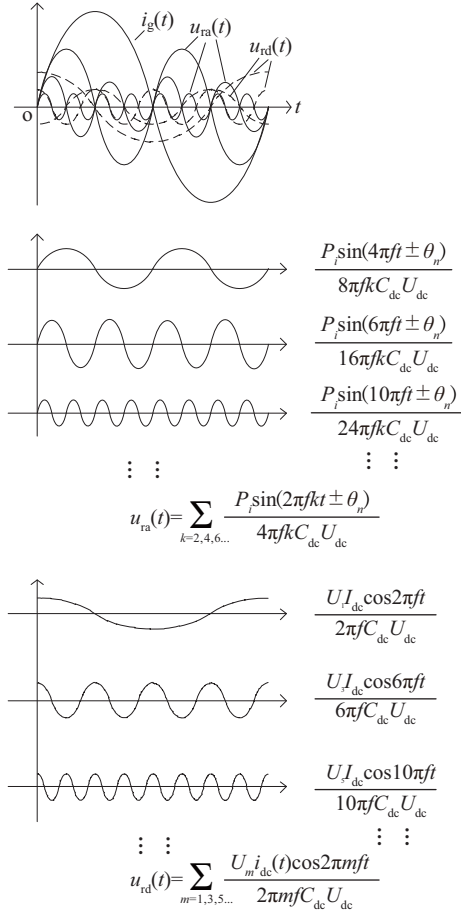 i_g(t) u_ra(t)
u_rd(t)
o t
P_i sin(4πft ± θ_n)
8πfkC_dc U_dc
P_i sin(6πft ± θ_n)
16πfkC_dc U_dc
P_i sin(10πft ± θ_n)
24πfkC_dc U_dc
⋮ ⋮ ⋮ ⋮
u_ra(t)= ∑ k=2,4,6... P_i sin(2πfkt ± θ_n)
4πfkC_dc U_dc
U_1 I_dc cos2πft
2πfC_dc U_dc
U_3 I_dc cos6πft
6πfC_dc U_dc
U_5 I_dc cos10πft
10πfC_dc U_dc
⋮ ⋮ ⋮ ⋮
u_rd(t)= ∑ m=1,3,5... U_m i_dc(t)cos2πmft
2πmfC_dc U_dc